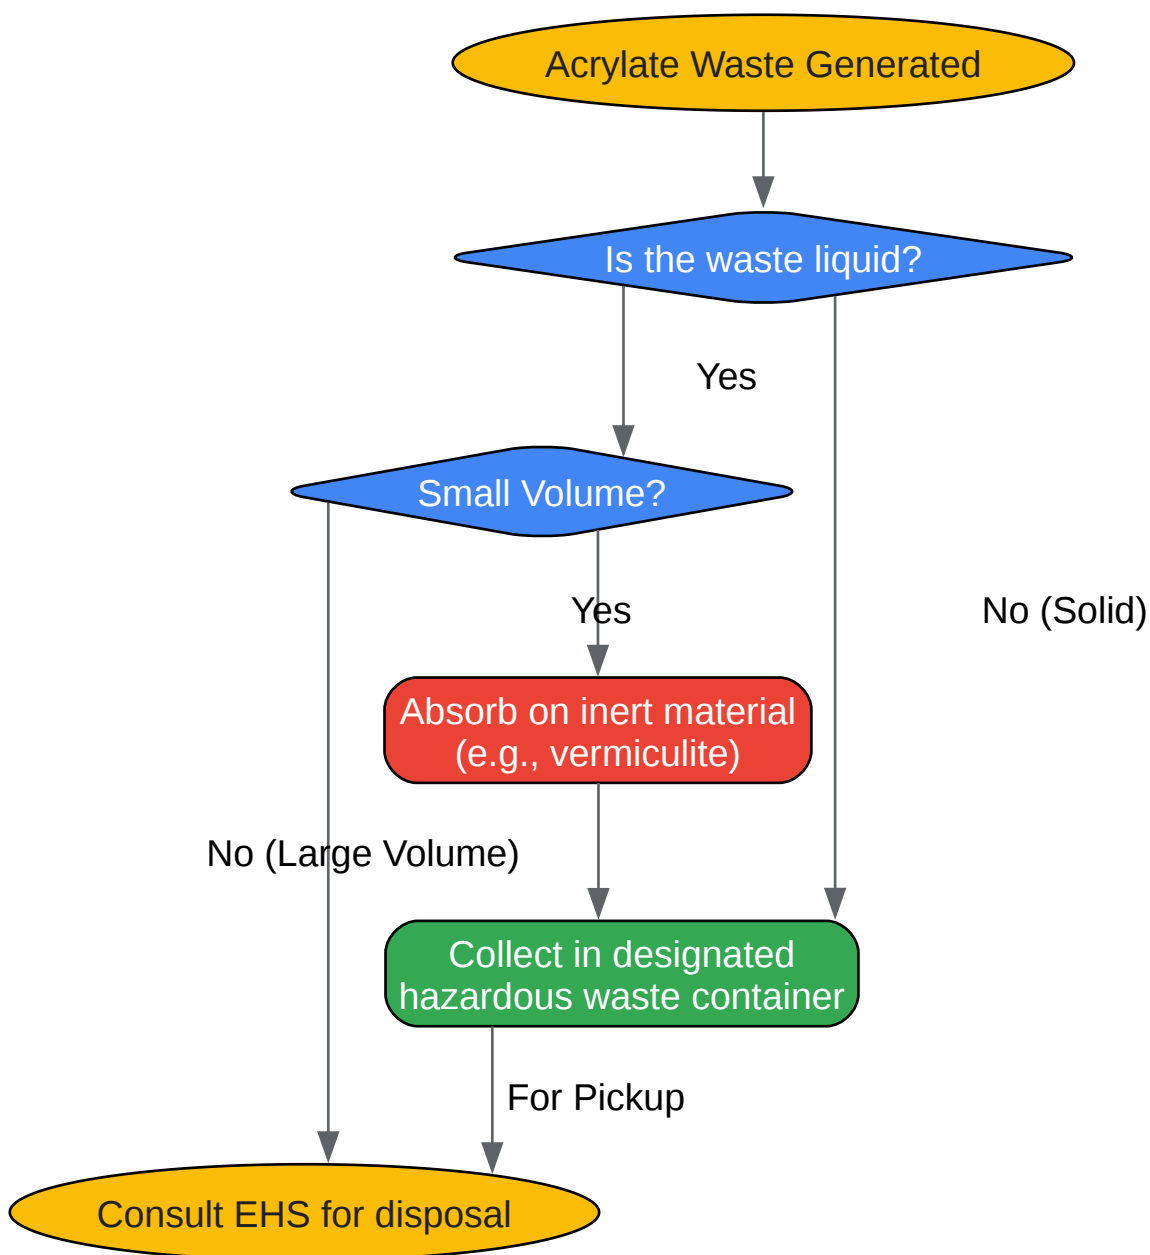 Acrylate Waste Generated
Is the waste liquid?
Yes
Small Volume?
Yes
No (Solid)
Absorb on inert material
(e.g., vermiculite)
No (Large Volume)
Collect in designated
hazardous waste container
For Pickup
Consult EHS for disposal